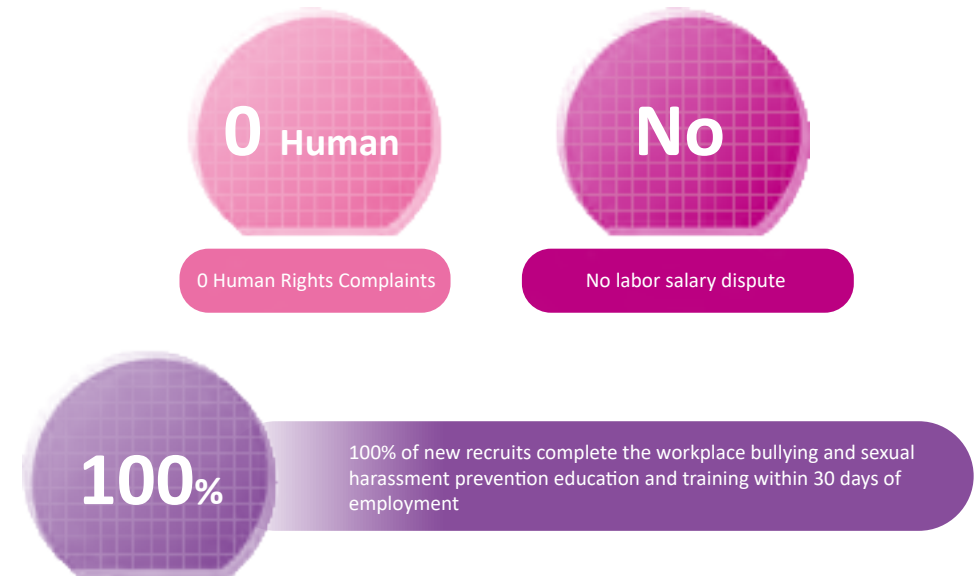 0 Human
No
0 Human Rights Complaints
No labor salary dispute
100%
100% of new recruits complete the workplace bullying and sexual
harassment prevention education and training within 30 days of
employment